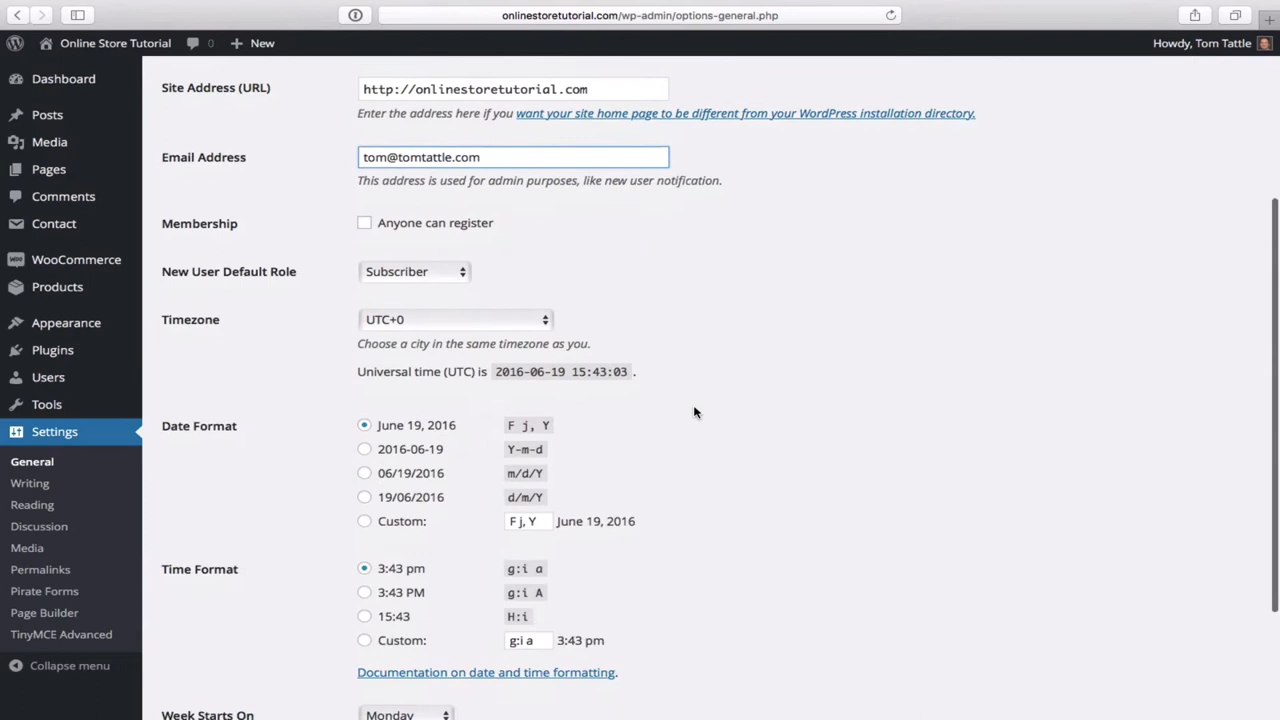 onlinestoretutorial.com/wp-admin/options-general.php
Online Store Tutorial 0 New Howdy, Tom Tattle
Dashboard
Posts
Media
Pages
Comments
Contact
WooCommerce
Products
Appearance
Plugins
Users
Tools
Settings
General
Writing
Reading
Discussion
Media
Permalinks
Pirate Forms
Page Builder
TinyMCE Advanced
Collapse menu
Site Address (URL) http://onlinestoretutorial.com
Enter the address here if you want your site home page to be different from your WordPress installation directory.
Email Address tom@tomtattle.com
This address is used for admin purposes, like new user notification.
Membership Anyone can register
New User Default Role Subscriber
Timezone UTC+0
Choose a city in the same timezone as you.
Universal time (UTC) is 2016-06-19 15:43:03 .
Date Format June 19, 2016 F j, Y
2016-06-19 Y-m-d
06/19/2016 m/d/Y
19/06/2016 d/m/Y
Custom: F j, Y June 19, 2016
Time Format 3:43 pm g:i a
3:43 PM g:i A
15:43 H:i
Custom: g:i a 3:43 pm
Documentation on date and time formatting.
Week Starts On Monday